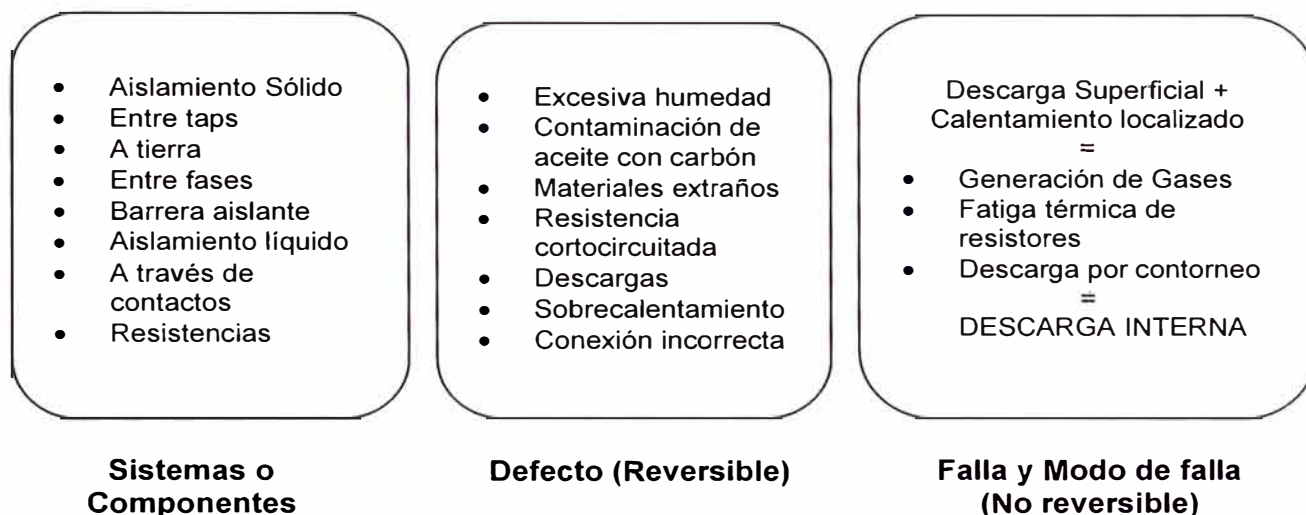 • Aislamiento Sólido
• Entre taps
• A tierra
• Entre fases
• Barrera aislante
• Aislamiento líquido
• A través de
contactos
• Resistencias
Sistemas o
Componentes
• Excesiva humedad
• Contaminación de
aceite con carbón
• Materiales extraños
• Resistencia
cortocircuitada
• Descargas
• Sobrecalentamiento
• Conexión incorrecta
Defecto (Reversible)
Descarga Superficial +
Calentamiento localizado
=
• Generación de Gases
• Fatiga térmica de
resistores
• Descarga por contorneo
=
DESCARGA INTERNA
Falla y Modo de falla
(No reversible)